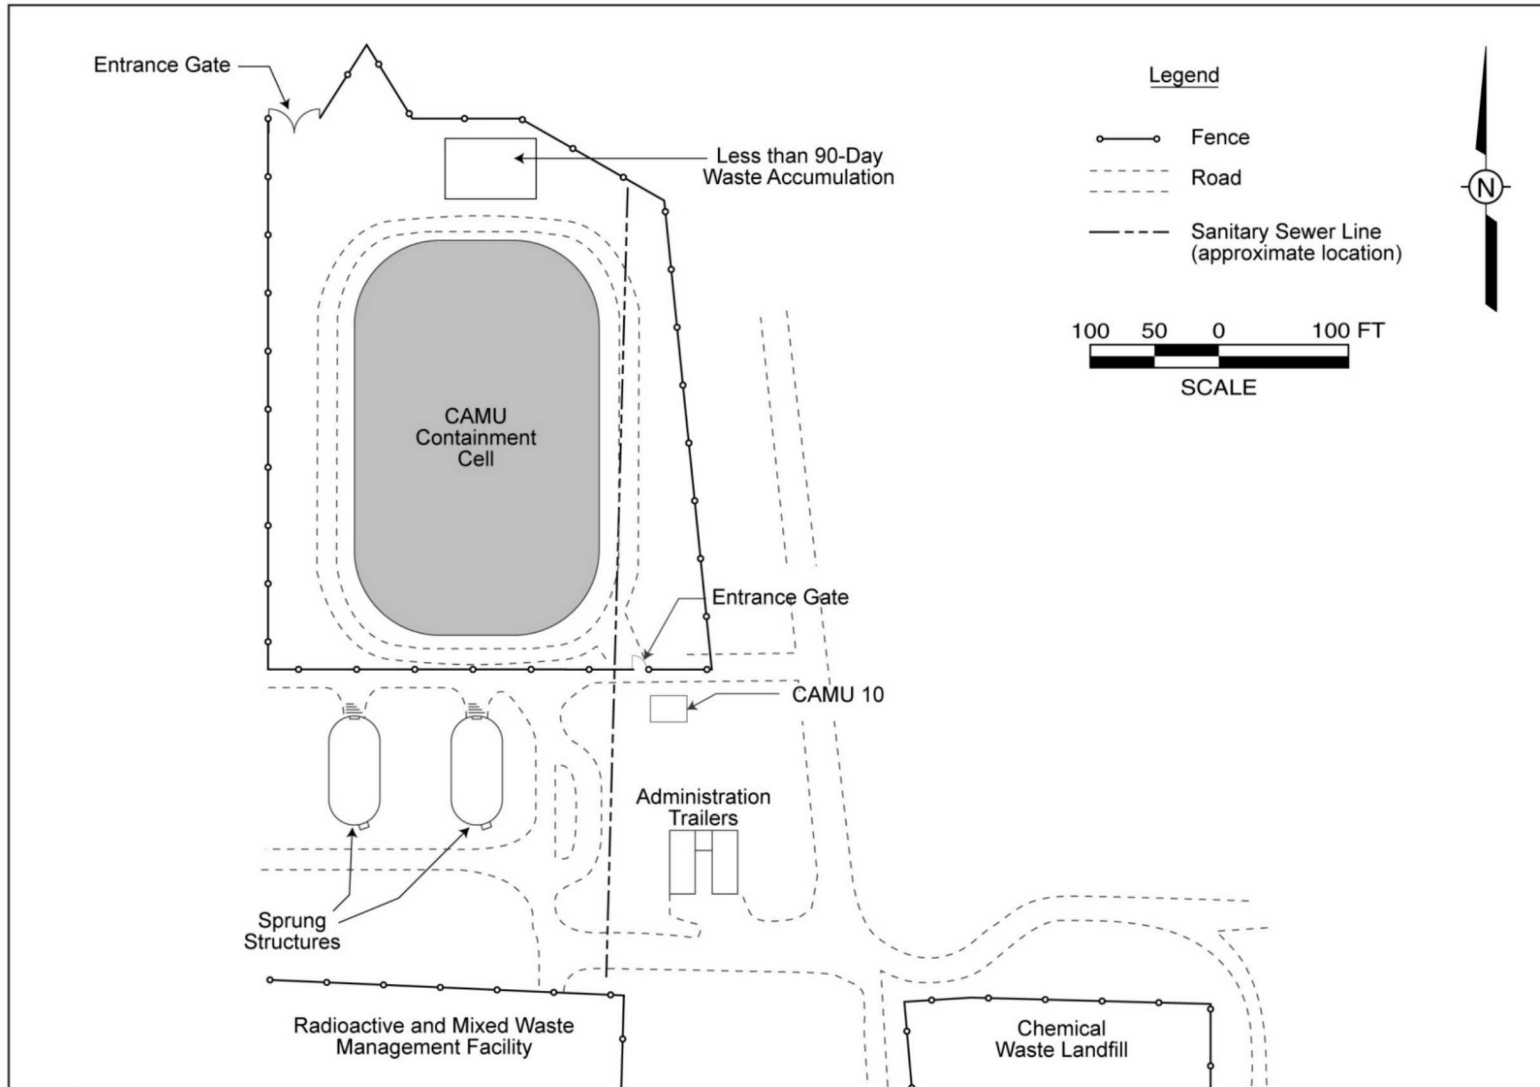 Entrance Gate
Less than 90-Day
Waste Accumulation
Legend
Fence
Road
Sanitary Sewer Line
(approximate location)
N
100 50 0 100 FT
SCALE
CAMU
Containment
Cell
Entrance Gate
CAMU 10
Administration
Trailers
Sprung
Structures
Radioactive and Mixed Waste
Management Facility
Chemical
Waste Landfill